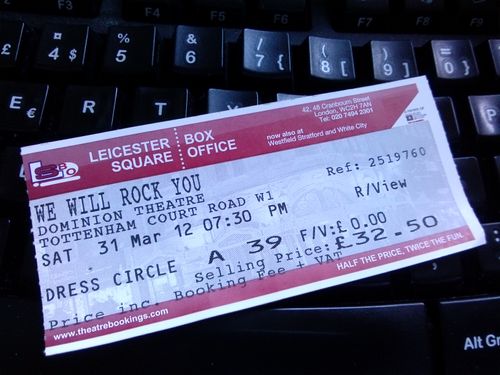 F3
F4
F5
F6
F7
F8
£
¤
4 $
%
5
&
6
/
7 {
(
8 [
)
9 ]
=
0 }
E €
R
T
P
LEICESTER SQUARE
BOX OFFICE
42, 48 Cranbourn Street
London, WC2H 7AN
Tel: 020 7494 2301
now also at
Westfield Stratford and White City
WE WILL ROCK YOU
DOMINION THEATRE
TOTTENHAM COURT ROAD W1
SAT 31 Mar 12 07:30 PM
Ref: 2519760
R/View
DRESS CIRCLE A 39 F/V:£0.00
Selling Price:£32.50
Price inc. Booking Fee + VAT
HALF THE PRICE, TWICE THE FUN.
www.theatrebookings.com
Alt Gr